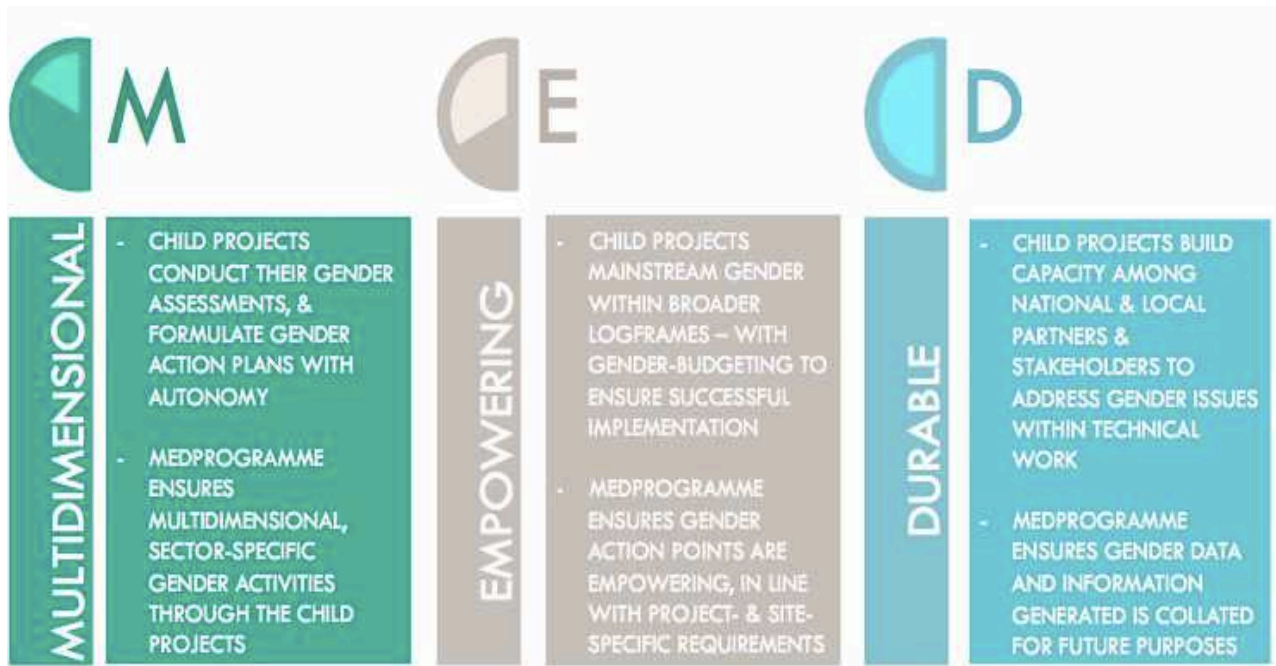 M
E
D
MULTIDIMENSIONAL
- CHILD PROJECTS
CONDUCT THEIR GENDER
ASSESSMENTS, &
FORMULATE GENDER
ACTION PLANS WITH
AUTONOMY
- MEDPROGRAMME
ENSURES
MULTIDIMENSIONAL,
SECTOR-SPECIFIC
GENDER ACTIVITIES
THROUGH THE CHILD
PROJECTS
EMPOWERING
- CHILD PROJECTS
MAINSTREAM GENDER
WITHIN BROADER
LOGFRAMES – WITH
GENDER-BUDGETING TO
ENSURE SUCCESSFUL
IMPLEMENTATION
- MEDPROGRAMME
ENSURES GENDER
ACTION POINTS ARE
EMPOWERING, IN LINE
WITH PROJECT- & SITE-
SPECIFIC REQUIREMENTS
DURABLE
- CHILD PROJECTS BUILD
CAPACITY AMONG
NATIONAL & LOCAL
PARTNERS &
STAKEHOLDERS TO
ADDRESS GENDER ISSUES
WITHIN TECHNICAL
WORK
- MEDPROGRAMME
ENSURES GENDER DATA
AND INFORMATION
GENERATED IS COLLATED
FOR FUTURE PURPOSES